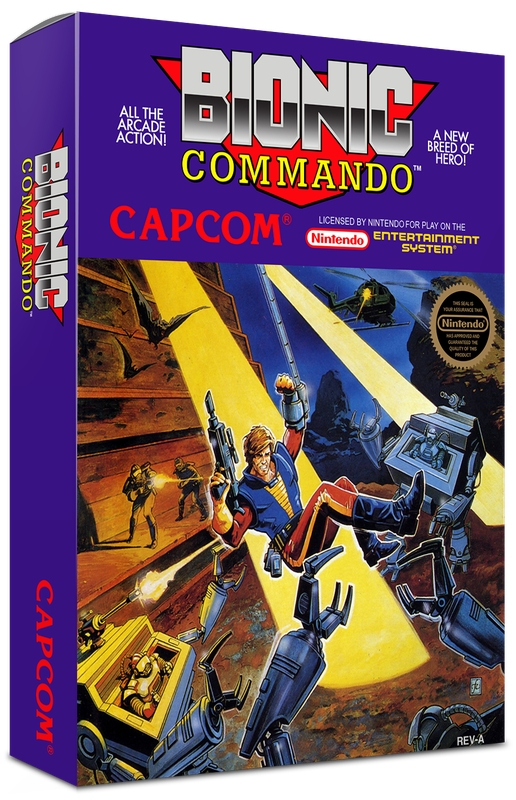 BIONIC
COMMANDO™
ALL THE
ARCADE
ACTION!
A NEW
BREED OF
HERO!
CAPCOM®
LICENSED BY NINTENDO FOR PLAY ON THE
Nintendo
ENTERTAINMENT
SYSTEM®
THIS SEAL IS
YOUR ASSURANCE THAT
Nintendo
HAS APPROVED AND
GUARANTEED THE
QUALITY OF THIS
PRODUCT
REV-A
BIONIC
COMMANDO™
CAPCOM®